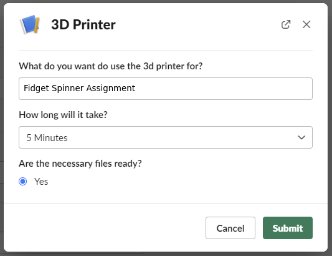 3D Printer
What do you want do use the 3d printer for?
Fidget Spinner Assignment
How long will it take?
5 Minutes
Are the necessary files ready?
Yes
Cancel Submit